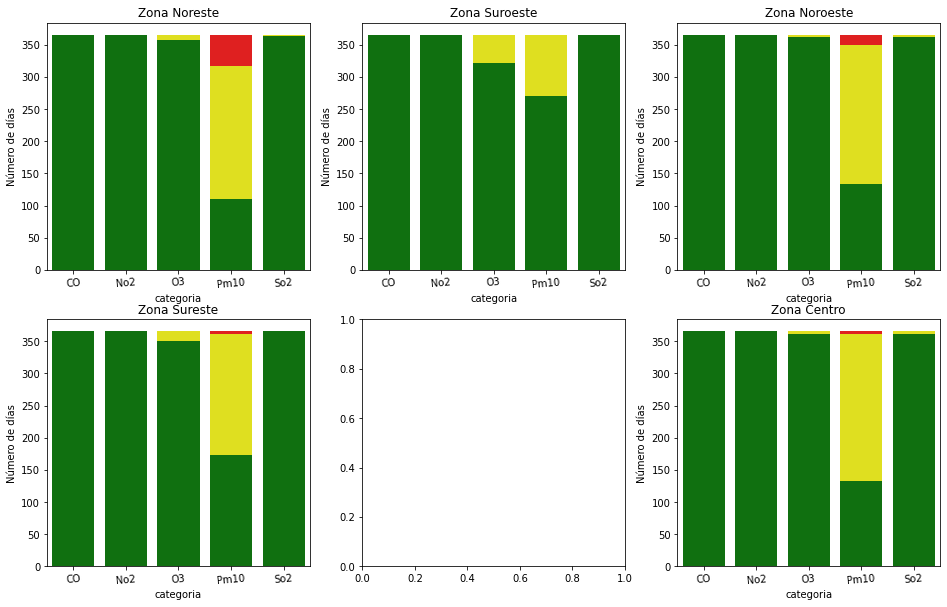 Zona Noreste
Número de días
350
300
250
200
150
100
50
0
CO No2 O3 Pm10 So2
categoria
Zona Suroeste
Número de días
350
300
250
200
150
100
50
0
CO No2 O3 Pm10 So2
categoria
Zona Noroeste
Número de días
350
300
250
200
150
100
50
0
CO No2 O3 Pm10 So2
categoria
Zona Sureste
Número de días
350
300
250
200
150
100
50
0
CO No2 O3 Pm10 So2
categoria
1.0
0.8
0.6
0.4
0.2
0.0
0.0 0.2 0.4 0.6 0.8 1.0
Zona Centro
Número de días
350
300
250
200
150
100
50
0
CO No2 O3 Pm10 So2
categoria